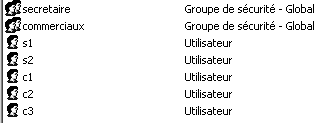 secretaire Groupe de sécurité - Global
commerciaux Groupe de sécurité - Global
s1 Utilisateur
s2 Utilisateur
c1 Utilisateur
c2 Utilisateur
c3 Utilisateur